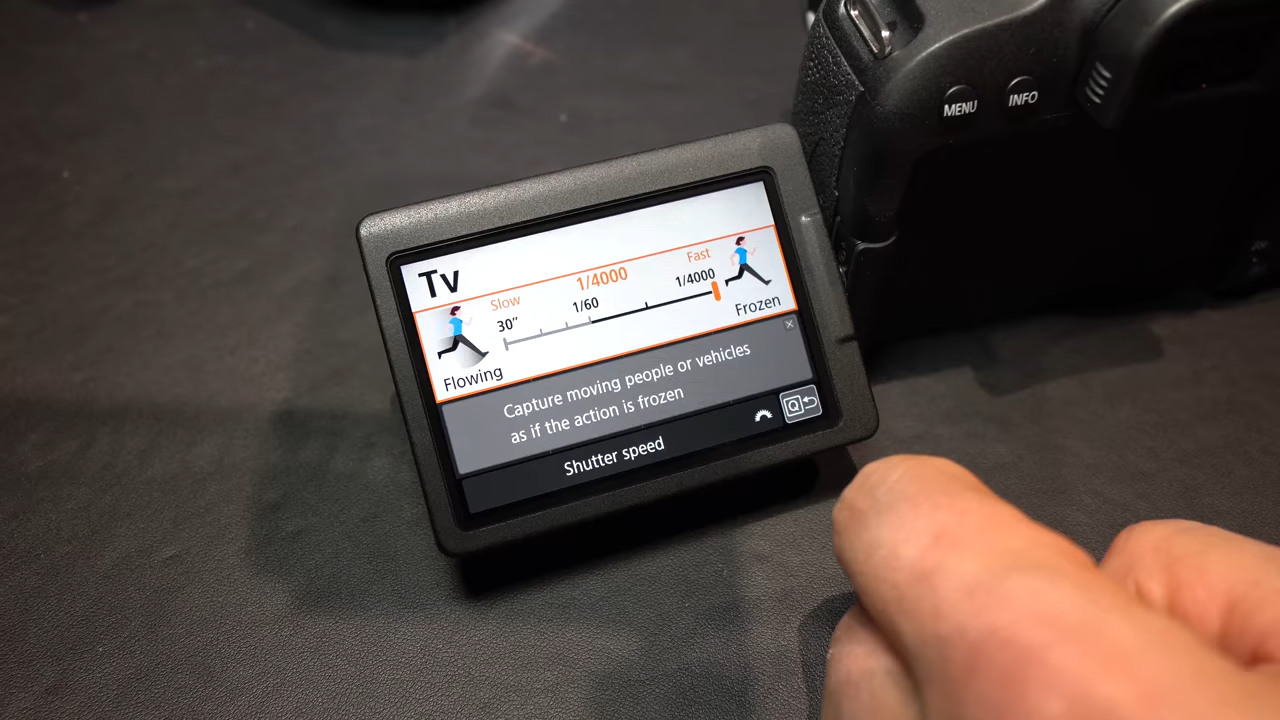 MENU
INFO
Tv
Slow
1/4000
Fast
30"
1/60
1/4000
Flowing
Frozen
Capture moving people or vehicles
as if the action is frozen
Q
Shutter speed